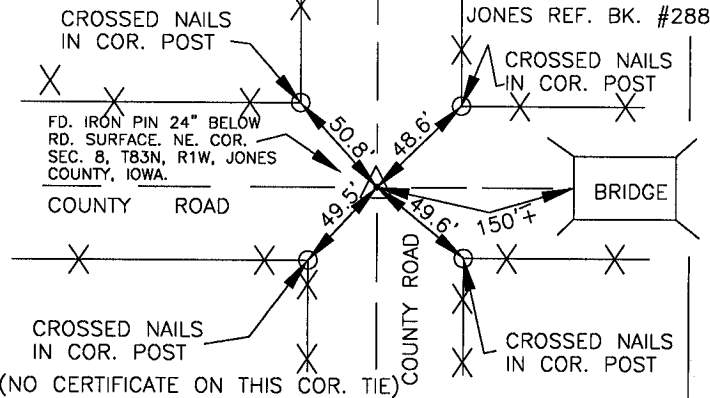 JONES REF. BK. #288
CROSSED NAILS
IN COR. POST
CROSSED NAILS
IN COR. POST
FD. IRON PIN 24" BELOW
RD. SURFACE. NE. COR.
SEC. 8, T83N, R1W, JONES
COUNTY, IOWA.
50.8'
48.6'
COUNTY ROAD
49.5'
49.6'
150'±
BRIDGE
COUNTY ROAD
CROSSED NAILS
IN COR. POST
CROSSED NAILS
IN COR. POST
(NO CERTIFICATE ON THIS COR. TIE)